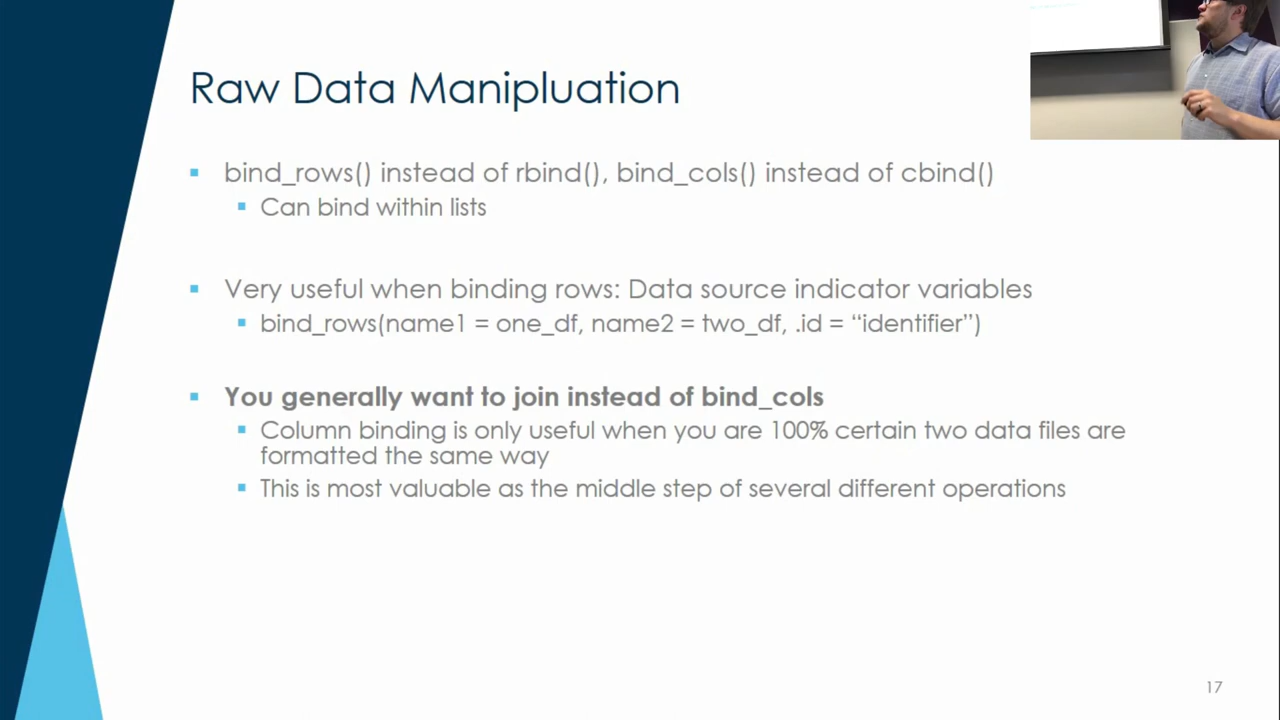 Raw Data Manipluation
bind_rows() instead of rbind(), bind_cols() instead of cbind()
Can bind within lists
Very useful when binding rows: Data source indicator variables
bind_rows(name1 = one_df, name2 = two_df, .id = “identifier”)
You generally want to join instead of bind_cols
Column binding is only useful when you are 100% certain two data files are
formatted the same way
This is most valuable as the middle step of several different operations
17